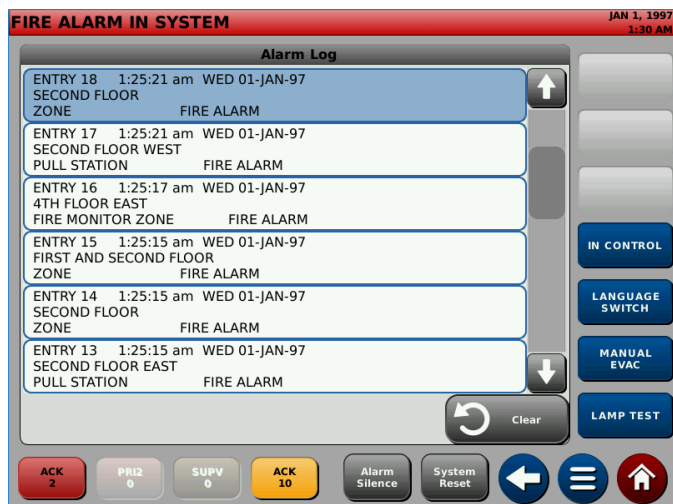 FIRE ALARM IN SYSTEM
JAN 1, 1997
1:30 AM
Alarm Log
ENTRY 18 1:25:21 am WED 01-JAN-97
SECOND FLOOR
ZONE FIRE ALARM
ENTRY 17 1:25:21 am WED 01-JAN-97
SECOND FLOOR WEST
PULL STATION FIRE ALARM
ENTRY 16 1:25:17 am WED 01-JAN-97
4TH FLOOR EAST
FIRE MONITOR ZONE FIRE ALARM
ENTRY 15 1:25:15 am WED 01-JAN-97
FIRST AND SECOND FLOOR
ZONE FIRE ALARM
ENTRY 14 1:25:15 am WED 01-JAN-97
SECOND FLOOR
ZONE FIRE ALARM
ENTRY 13 1:25:15 am WED 01-JAN-97
SECOND FLOOR EAST
PULL STATION FIRE ALARM
Clear
IN CONTROL
LANGUAGE
SWITCH
MANUAL
EVAC
LAMP TEST
ACK
2
PRI2
0
SUPV
0
ACK
10
Alarm
Silence
System
Reset